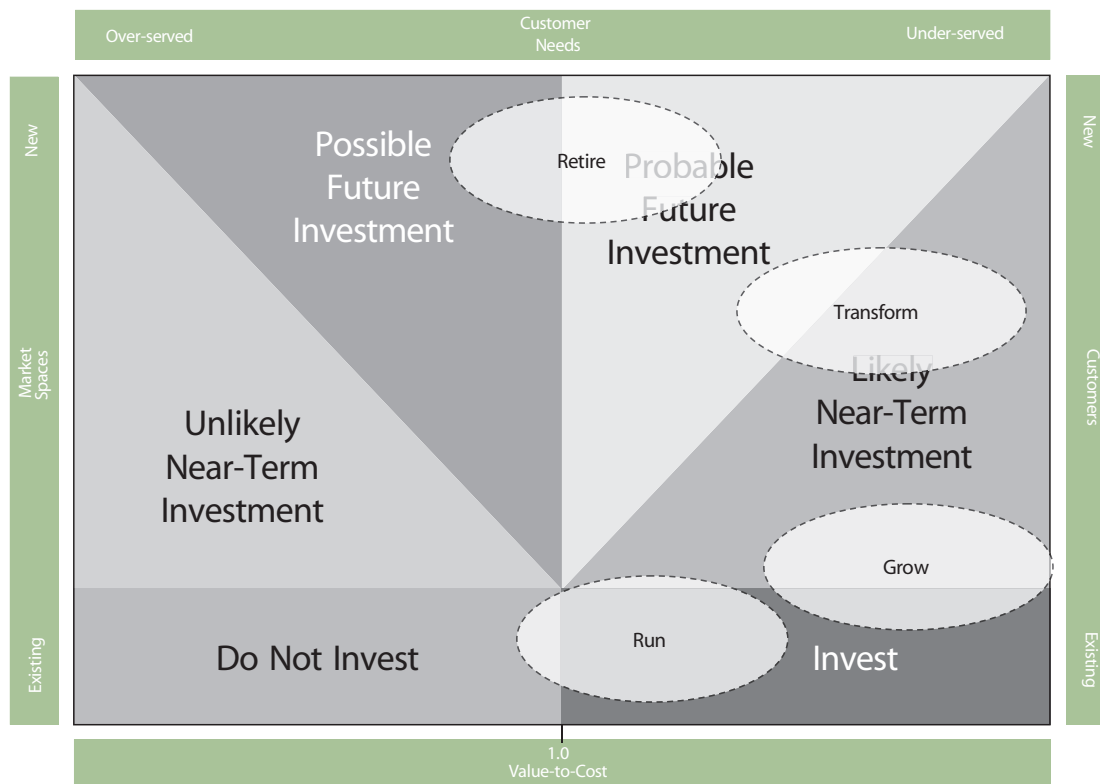 Over-served
Customer
Needs
Under-served
New
Market
Spaces
Existing
New
Customers
Existing
Possible
Future
Investment
Retire
Probable
Future
Investment
Transform
Likely
Near-Term
Investment
Unlikely
Near-Term
Investment
Grow
Do Not Invest
Run
Invest
1.0
Value-to-Cost